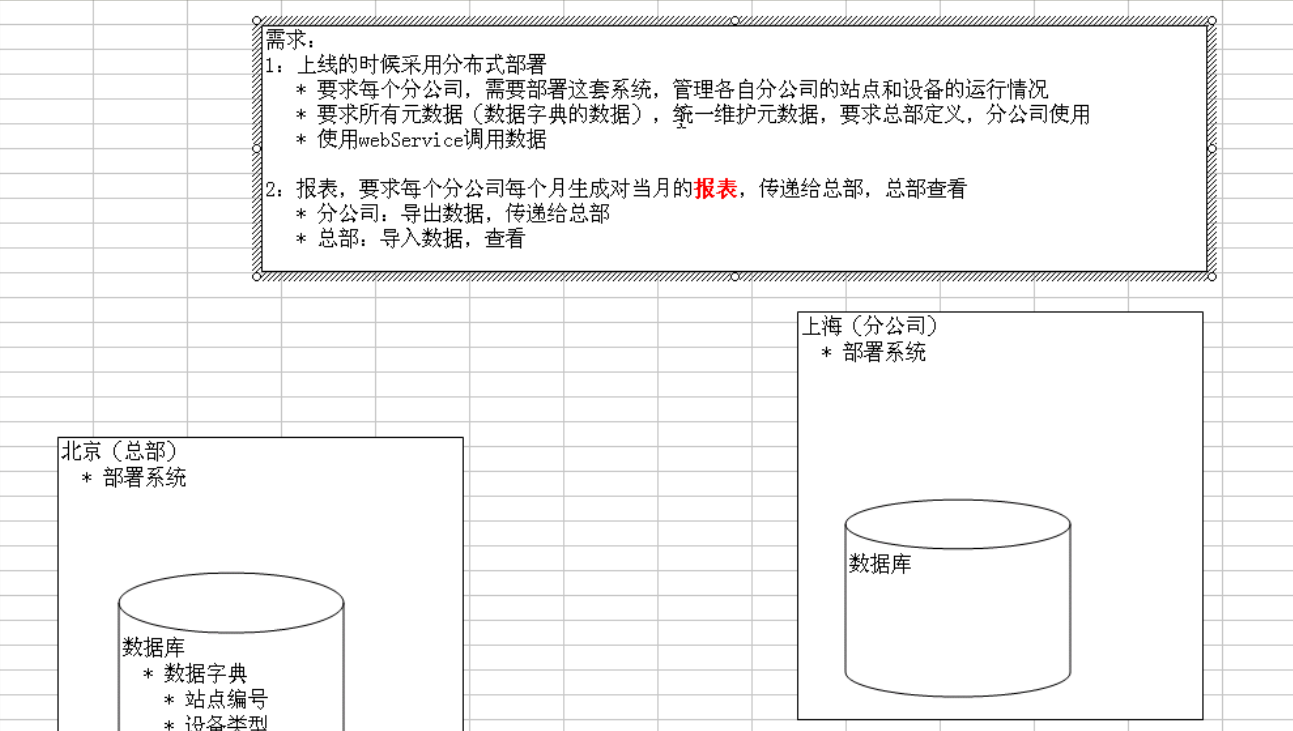 需求：
1：上线的时候采用分布式部署
* 要求每个分公司，需要部署这套系统，管理各自分公司的站点和设备的运行情况
* 要求所有元数据（数据字典的数据），统一维护元数据，要求总部定义，分公司使用
* 使用webService调用数据
2：报表，要求每个分公司每个月生成对当月的报表，传递给总部，总部查看
* 分公司：导出数据，传递给总部
* 总部：导入数据，查看
上海（分公司）
* 部署系统
数据库
北京（总部）
* 部署系统
数据库
* 数据字典
* 站点编号
* 设备类型